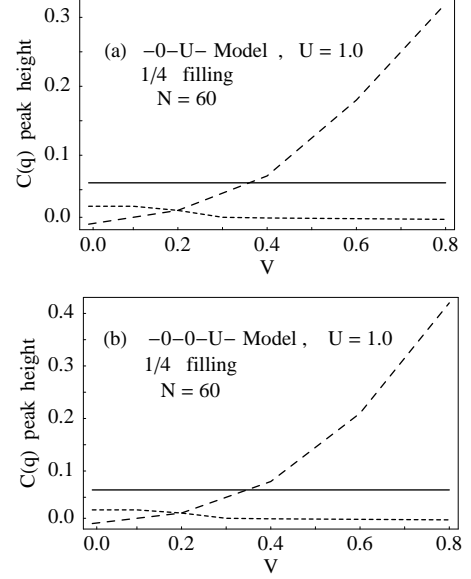 0.3
(a) −0−U− Model , U = 1.0
1/4 filling
0.2
N = 60
C(q) peak height
0.1
0.0
0.0 0.2 0.4 0.6 0.8
V
0.4
(b) −0−0−U− Model , U = 1.0
1/4 filling
0.3
N = 60
C(q) peak height
0.2
0.1
0.0
0.0 0.2 0.4 0.6 0.8
V